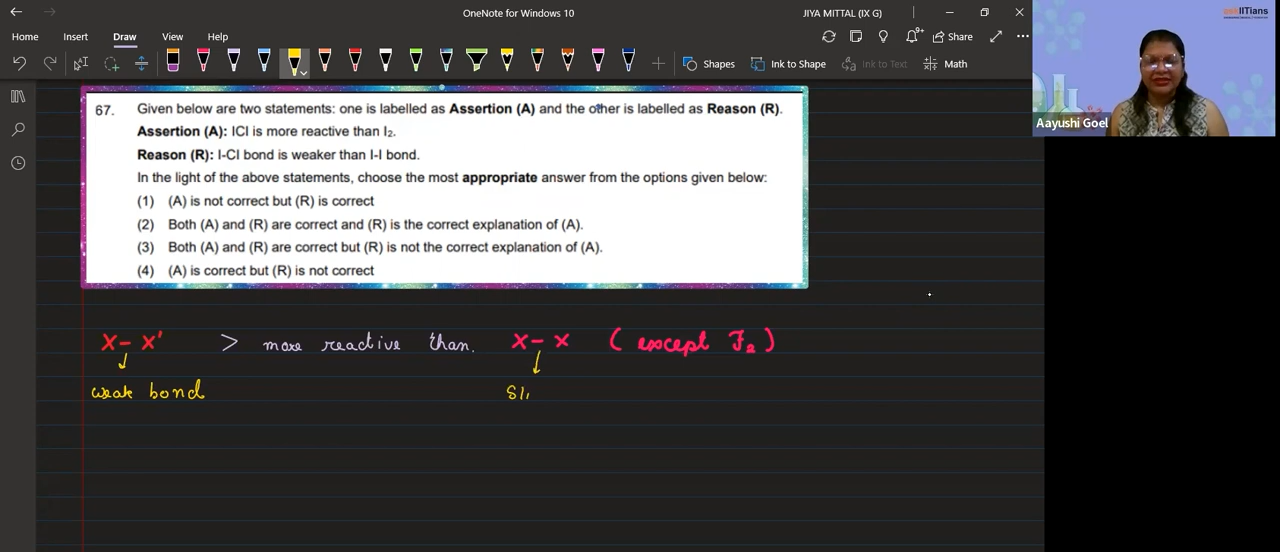 OneNote for Windows 10
JIYA MITTAL (IX G)
Home Insert Draw View Help
9+
Share
Shapes
Ink to Shape
Ink to Text
Math
askIITians
Aayushi Goel
67. Given below are two statements: one is labelled as Assertion (A) and the other is labelled as Reason (R).
Assertion (A): ICl is more reactive than I₂.
Reason (R): I-Cl bond is weaker than I-I bond.
In the light of the above statements, choose the most appropriate answer from the options given below:
(1) (A) is not correct but (R) is correct
(2) Both (A) and (R) are correct and (R) is the correct explanation of (A).
(3) Both (A) and (R) are correct but (R) is not the correct explanation of (A).
(4) (A) is correct but (R) is not correct
X – X' > more reactive than. X – X (except F₂)
weak bond